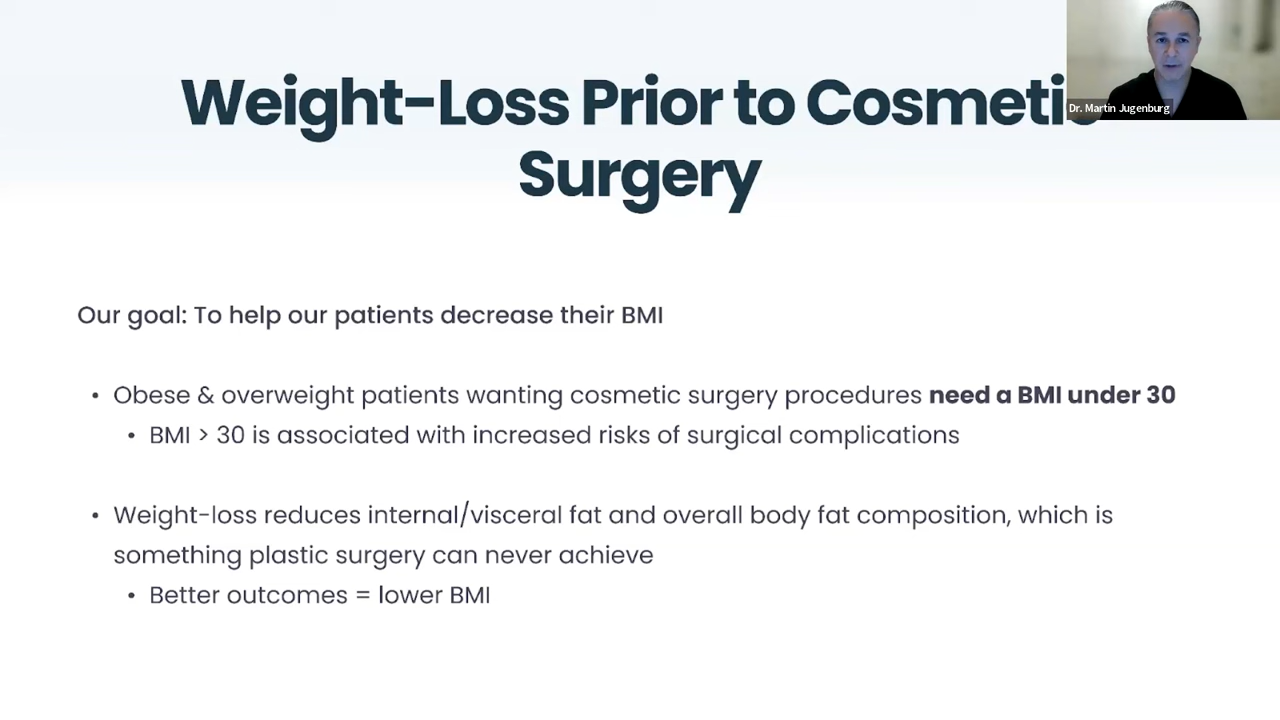 Weight-Loss Prior to Cosmetic
Surgery
Dr. Martin Jugenburg
Our goal: To help our patients decrease their BMI
• Obese & overweight patients wanting cosmetic surgery procedures need a BMI under 30
• BMI > 30 is associated with increased risks of surgical complications
• Weight-loss reduces internal/visceral fat and overall body fat composition, which is
something plastic surgery can never achieve
• Better outcomes = lower BMI